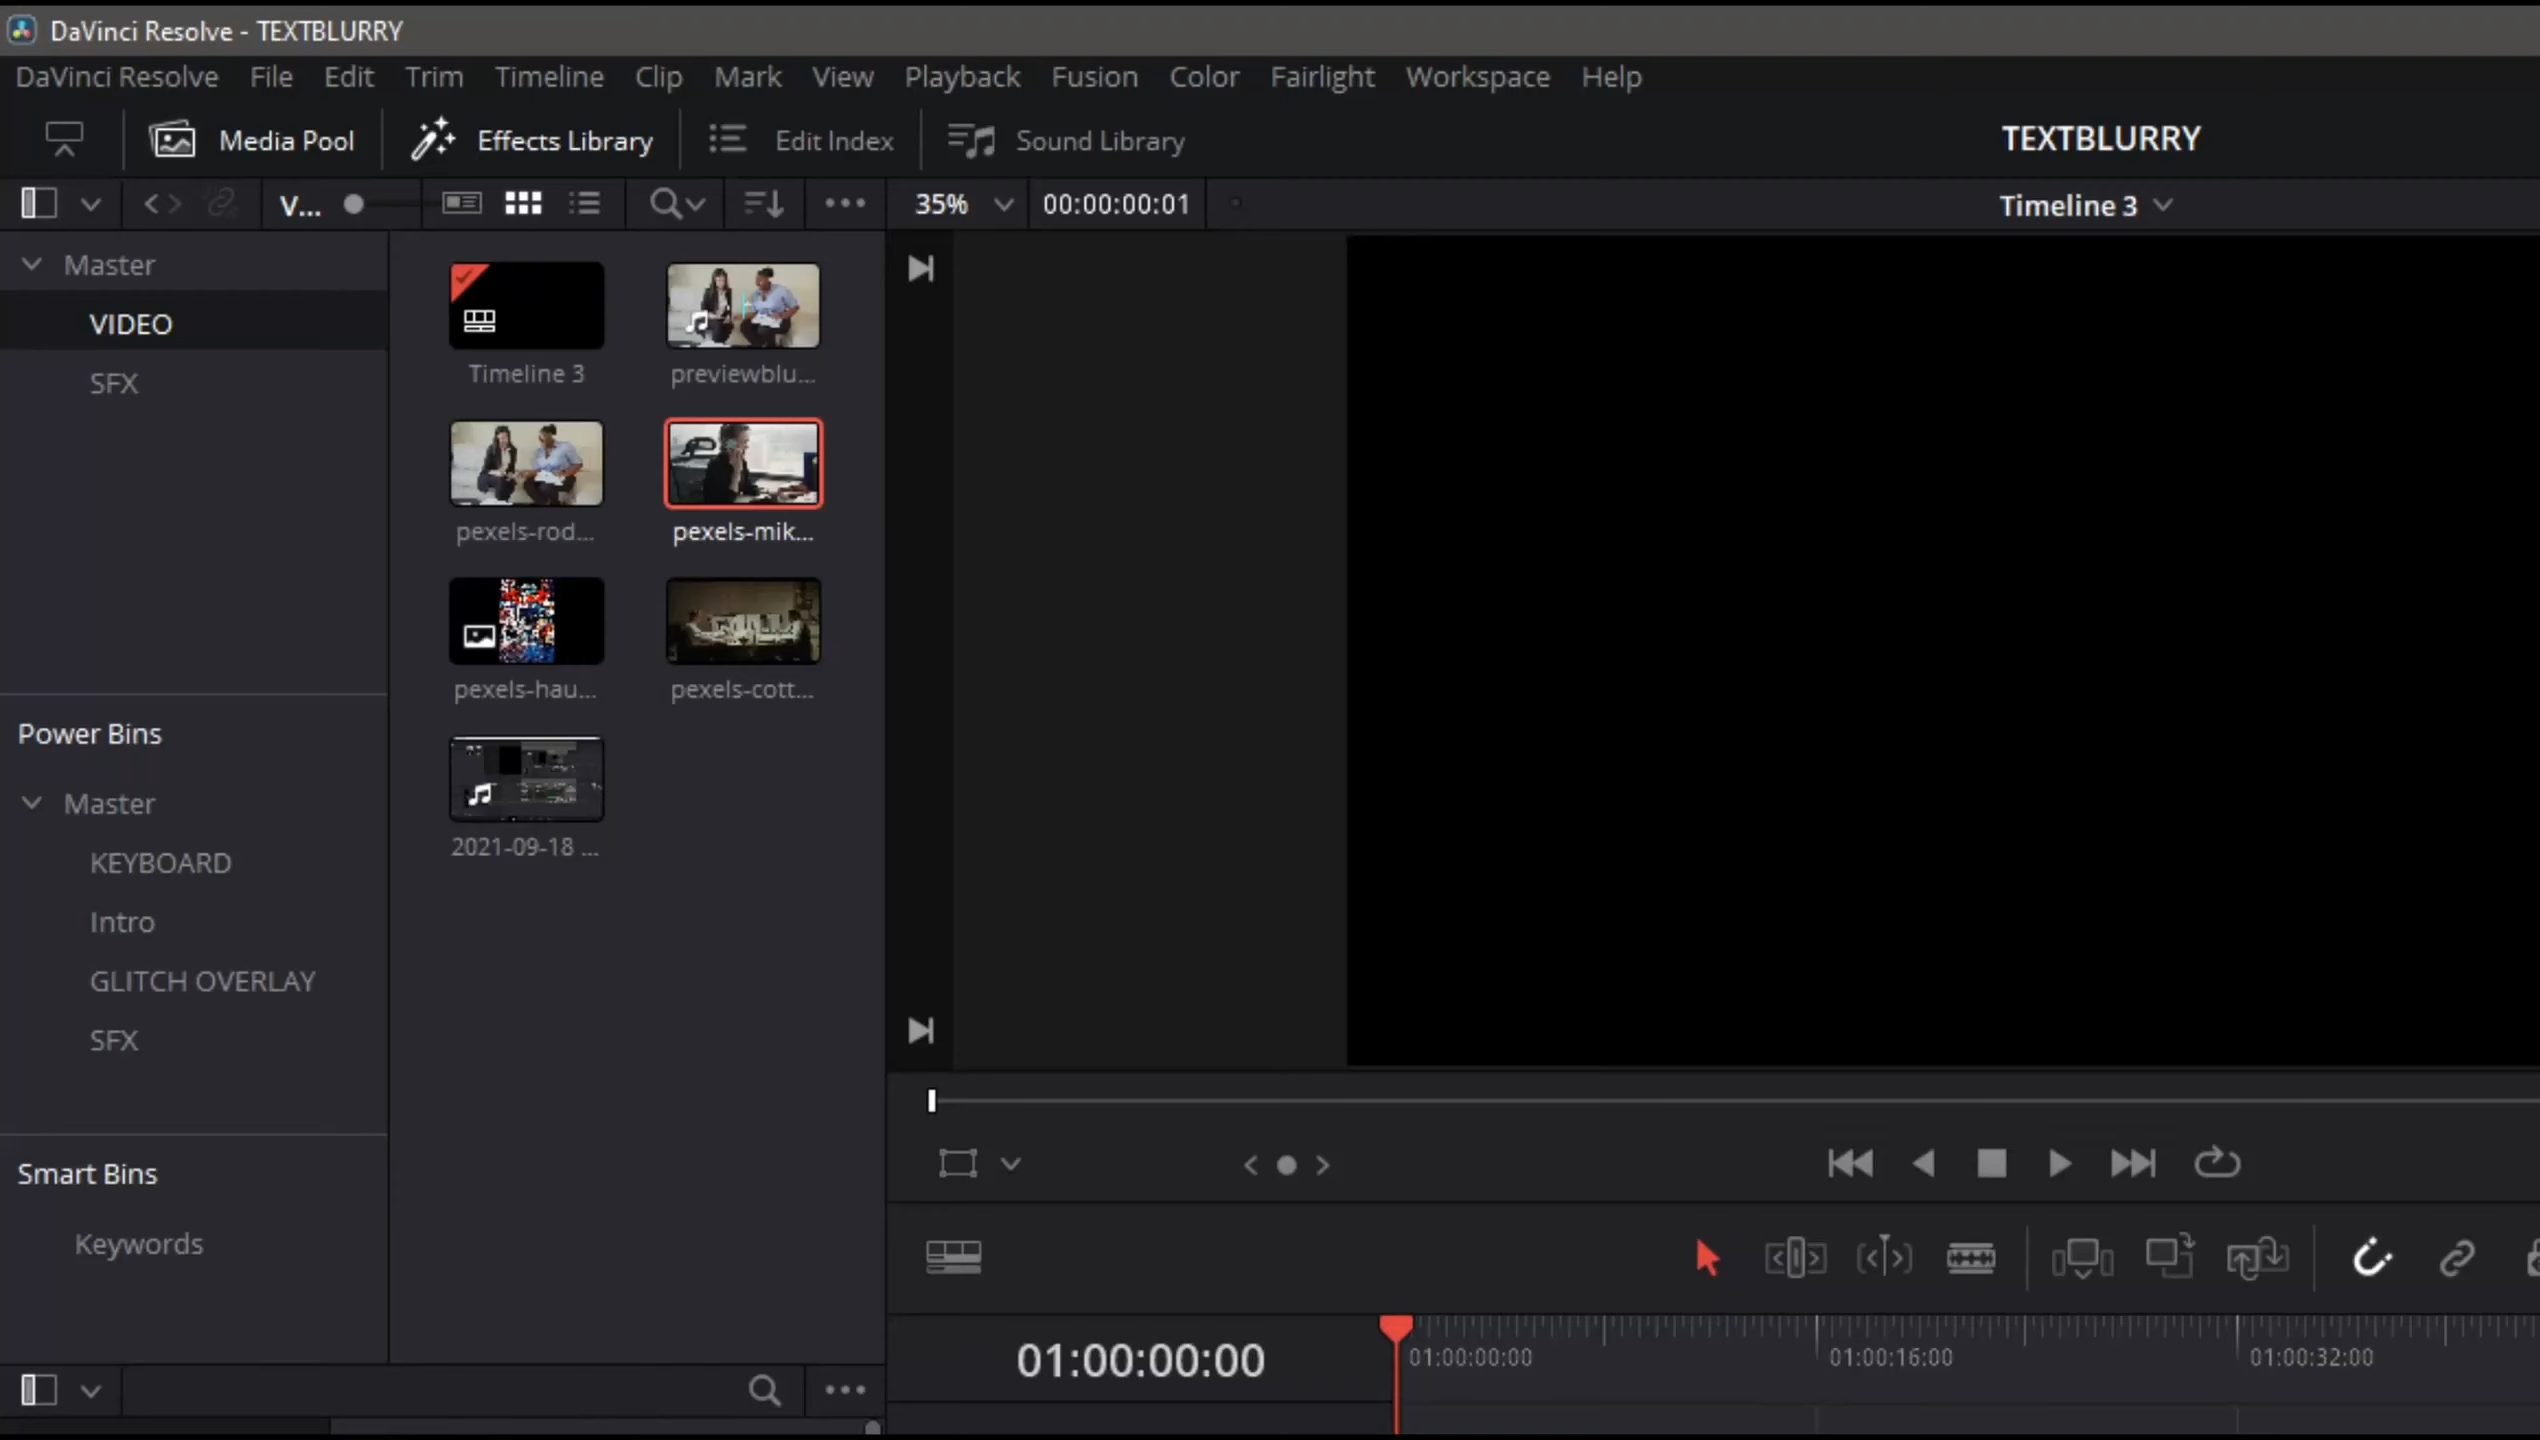 DaVinci Resolve - TEXTBLURRY
DaVinci Resolve File Edit Trim Timeline Clip Mark View Playback Fusion Color Fairlight Workspace Help
Media Pool Effects Library Edit Index Sound Library TEXTBLURRY
V... 35% 00:00:00:01 Timeline 3
Master
VIDEO
SFX
Timeline 3 previewblu...
pexels-rod... pexels-mik...
pexels-hau... pexels-cott...
2021-09-18 ...
Power Bins
Master
KEYBOARD
Intro
GLITCH OVERLAY
SFX
Smart Bins
Keywords
01:00:00:00 01:00:00:00 01:00:16:00 01:00:32:00